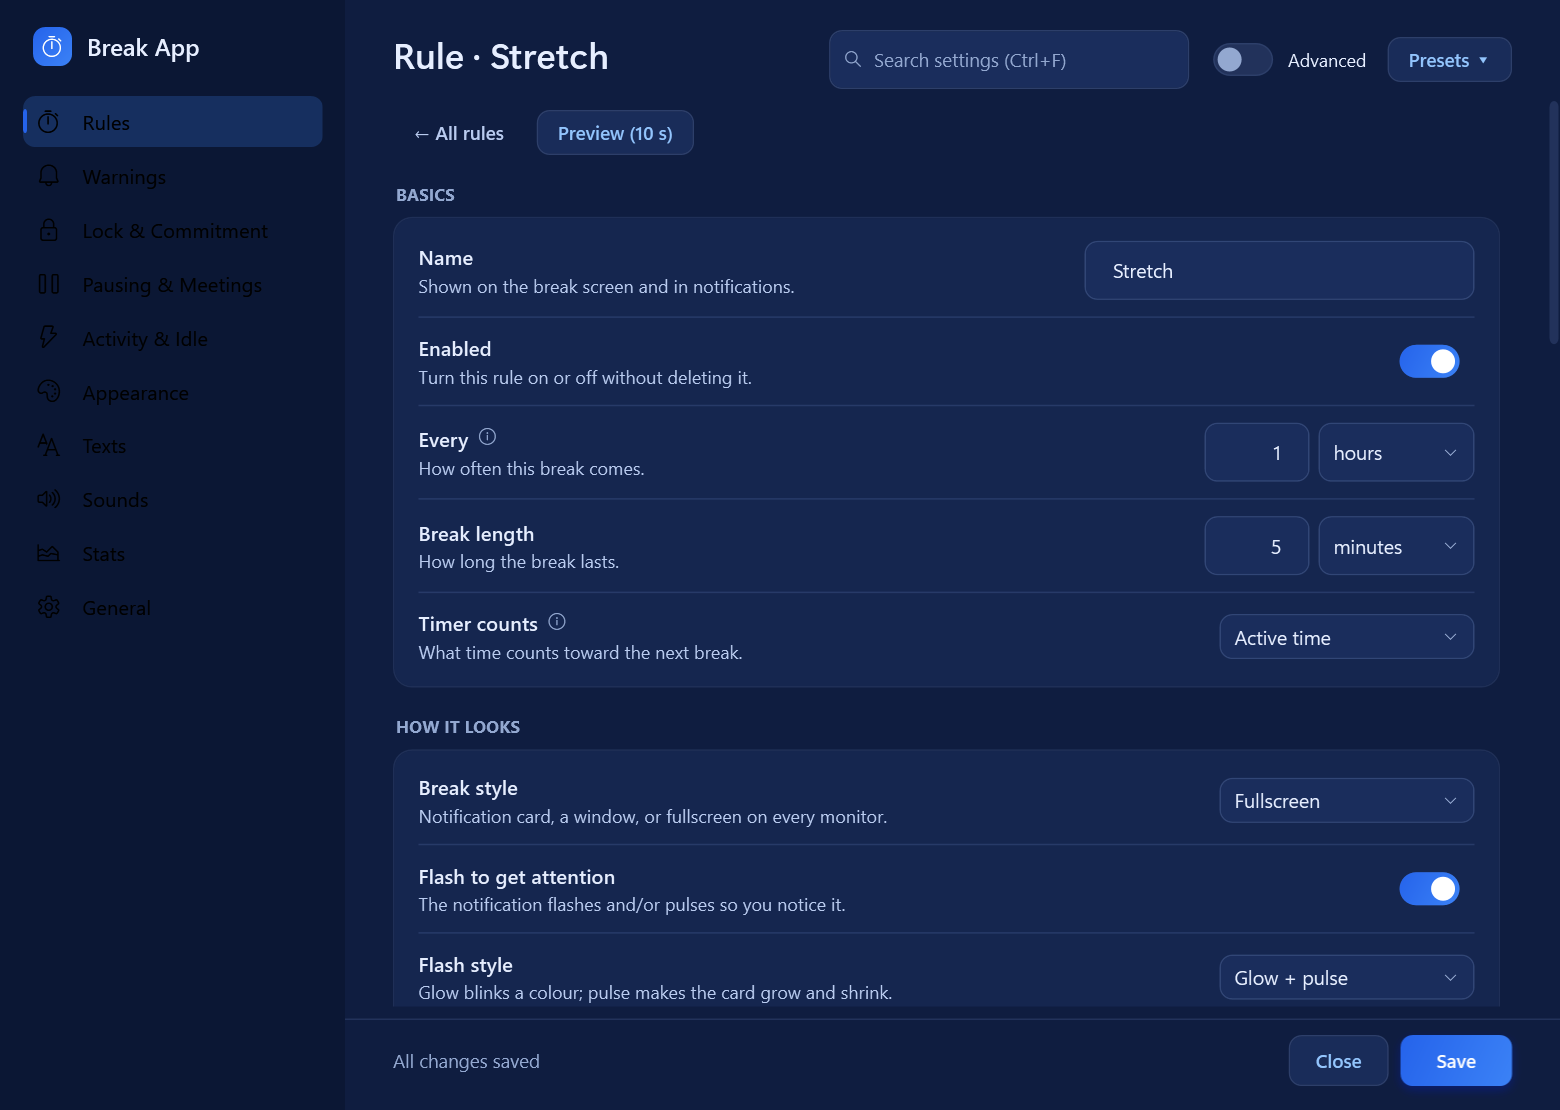 Break App
Rules
Warnings
Lock & Commitment
Pausing & Meetings
Activity & Idle
Appearance
Texts
Sounds
Stats
General
Rule · Stretch
Search settings (Ctrl+F)
Advanced
Presets ▾
← All rules
Preview (10 s)
BASICS
Name
Shown on the break screen and in notifications.
Stretch
Enabled
Turn this rule on or off without deleting it.
Every
How often this break comes.
1
hours
Break length
How long the break lasts.
5
minutes
Timer counts
What time counts toward the next break.
Active time
HOW IT LOOKS
Break style
Notification card, a window, or fullscreen on every monitor.
Fullscreen
Flash to get attention
The notification flashes and/or pulses so you notice it.
Flash style
Glow blinks a colour; pulse makes the card grow and shrink.
Glow + pulse
All changes saved
Close
Save